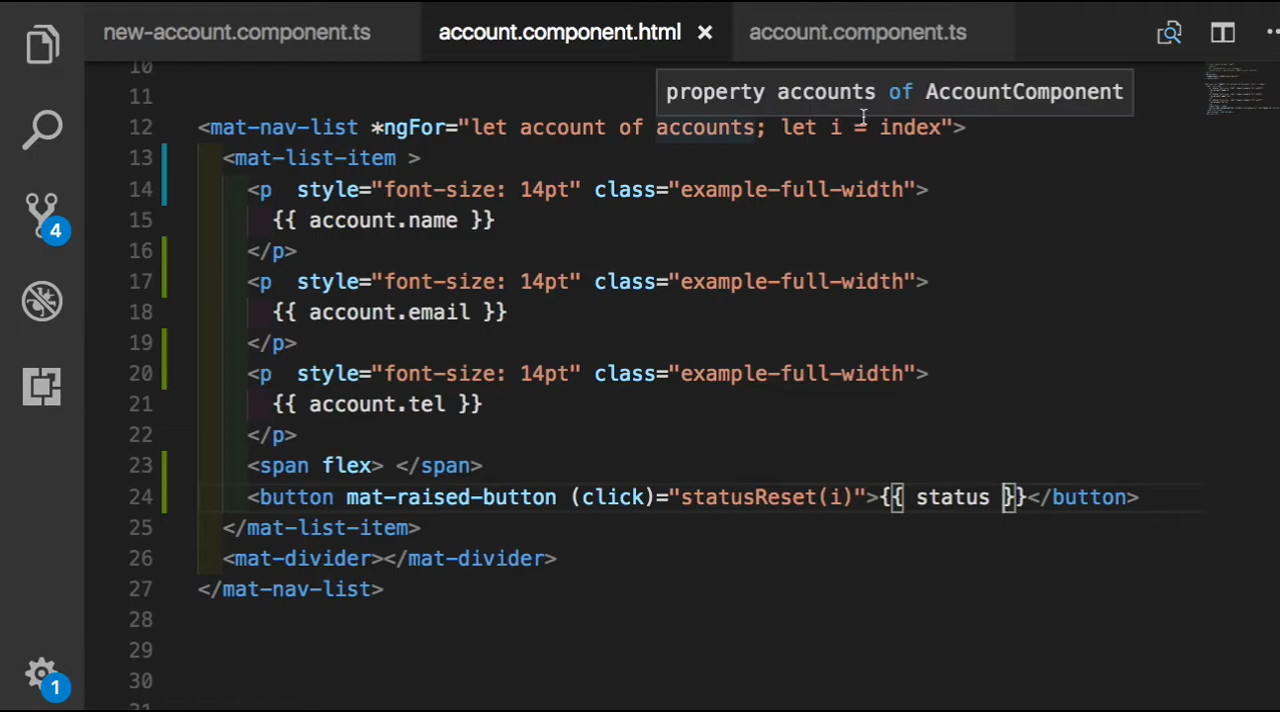 new-account.component.ts account.component.html × account.component.ts
10
11
property accounts of AccountComponent
12 <mat-nav-list *ngFor="let account of accounts; let i = index">
13 <mat-list-item >
14 <p  style="font-size: 14pt" class="example-full-width">
15 {{ account.name }}
16 </p>
17 <p  style="font-size: 14pt" class="example-full-width">
18 {{ account.email }}
19 </p>
20 <p  style="font-size: 14pt" class="example-full-width">
21 {{ account.tel }}
22 </p>
23 <span flex> </span>
24 <button mat-raised-button (click)="statusReset(i)">{{ status }}</button>
25 </mat-list-item>
26 <mat-divider></mat-divider>
27 </mat-nav-list>
28
29
30
31
4
1